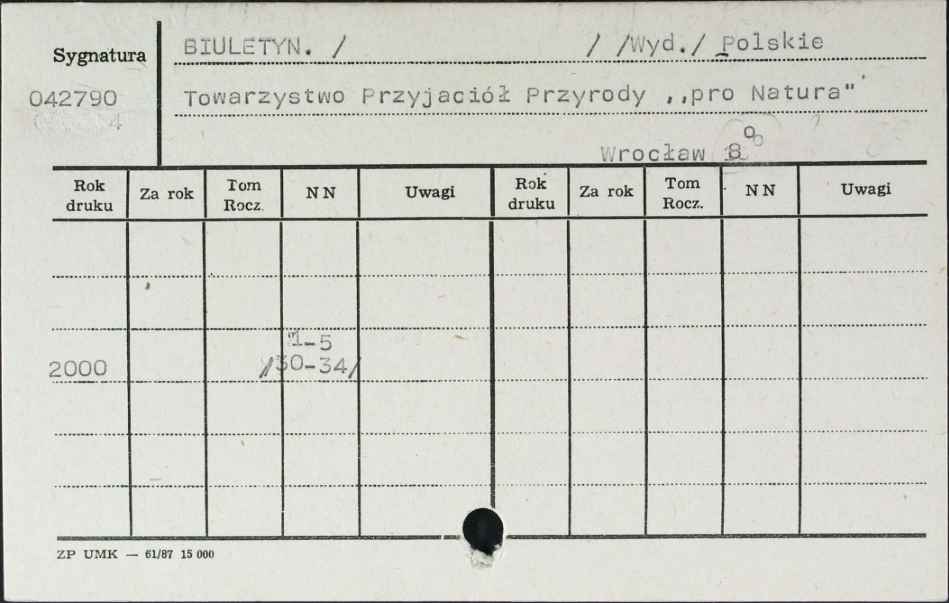 Sygnatura
BIULETYN. / / /Wyd./ Polskie
042790
Towarzystwo Przyjaciół Przyrody ,,pro Natura"
Wrocław 8°
Rok druku Za rok Tom Rocz. N N Uwagi Rok druku Za rok Tom Rocz. N N Uwagi
1-5
2000 /30-34/
ZP UMK — 61/87 15 000